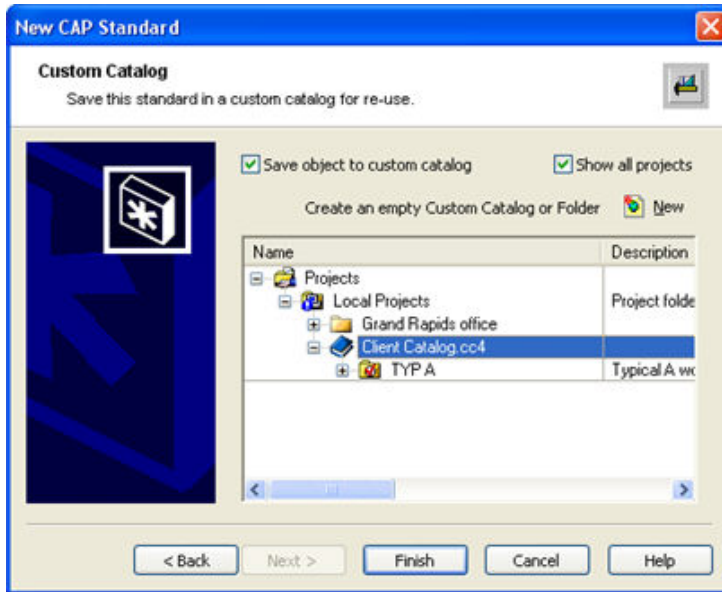 New CAP Standard
Custom Catalog
Save this standard in a custom catalog for re-use.
Save object to custom catalog
Show all projects
Create an empty Custom Catalog or Folder
New
Name
Description
Projects
Local Projects
Project folde
Grand Rapids office
Client Catalog.cc4
TYP A
Typical A wo
< Back
Next >
Finish
Cancel
Help